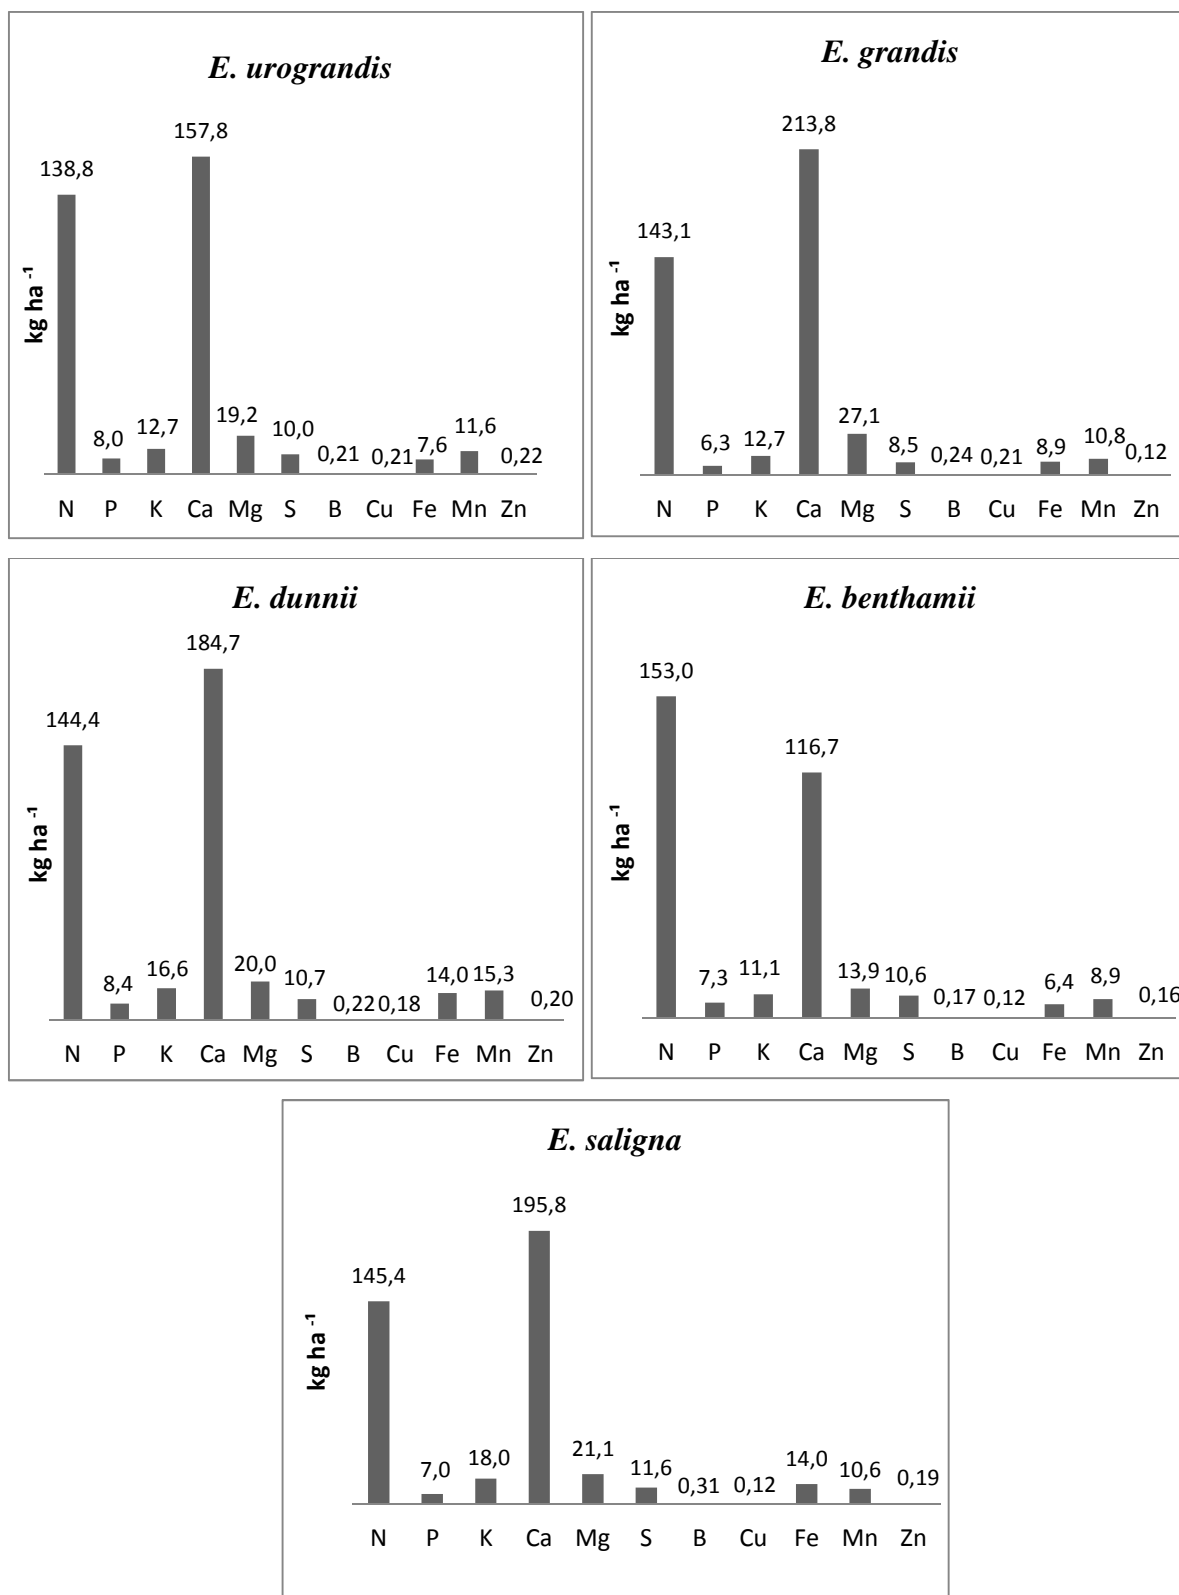 E. urograndis
kg ha ⁻¹
138,8 8,0 12,7 157,8 19,2 10,0 0,21 0,21 7,6 11,6 0,22
N P K Ca Mg S B Cu Fe Mn Zn
E. grandis
kg ha ⁻¹
143,1 6,3 12,7 213,8 27,1 8,5 0,24 0,21 8,9 10,8 0,12
N P K Ca Mg S B Cu Fe Mn Zn
E. dunnii
kg ha ⁻¹
144,4 8,4 16,6 184,7 20,0 10,7 0,22 0,18 14,0 15,3 0,20
N P K Ca Mg S B Cu Fe Mn Zn
E. benthamii
kg ha ⁻¹
153,0 7,3 11,1 116,7 13,9 10,6 0,17 0,12 6,4 8,9 0,16
N P K Ca Mg S B Cu Fe Mn Zn
E. saligna
kg ha ⁻¹
145,4 7,0 18,0 195,8 21,1 11,6 0,31 0,12 14,0 10,6 0,19
N P K Ca Mg S B Cu Fe Mn Zn